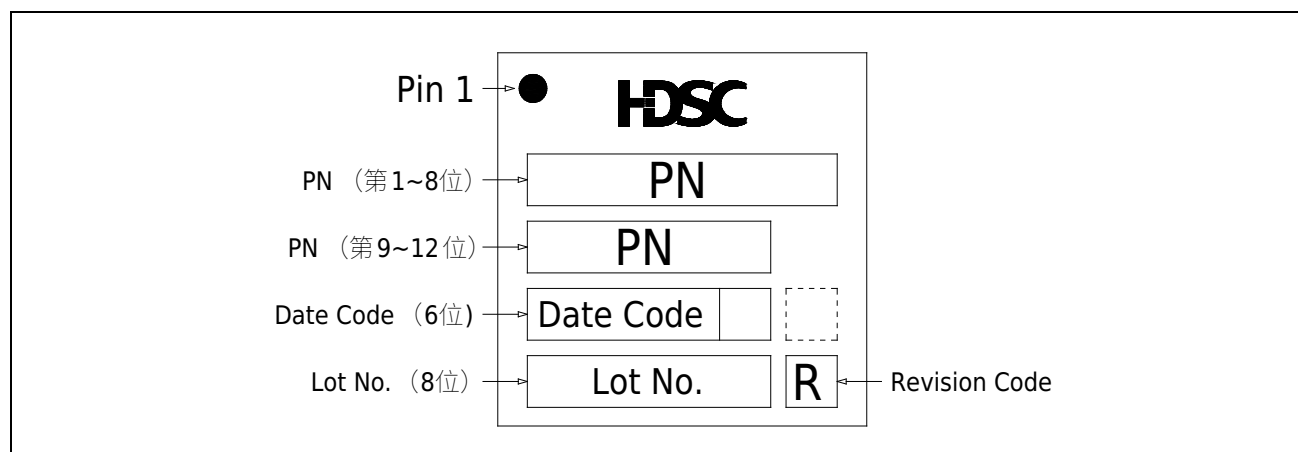 Pin 1 HDSC
PN （第1~8位） PN
PN （第9~12位） PN
Date Code （6位) Date Code
Lot No. （8位） Lot No. R Revision Code